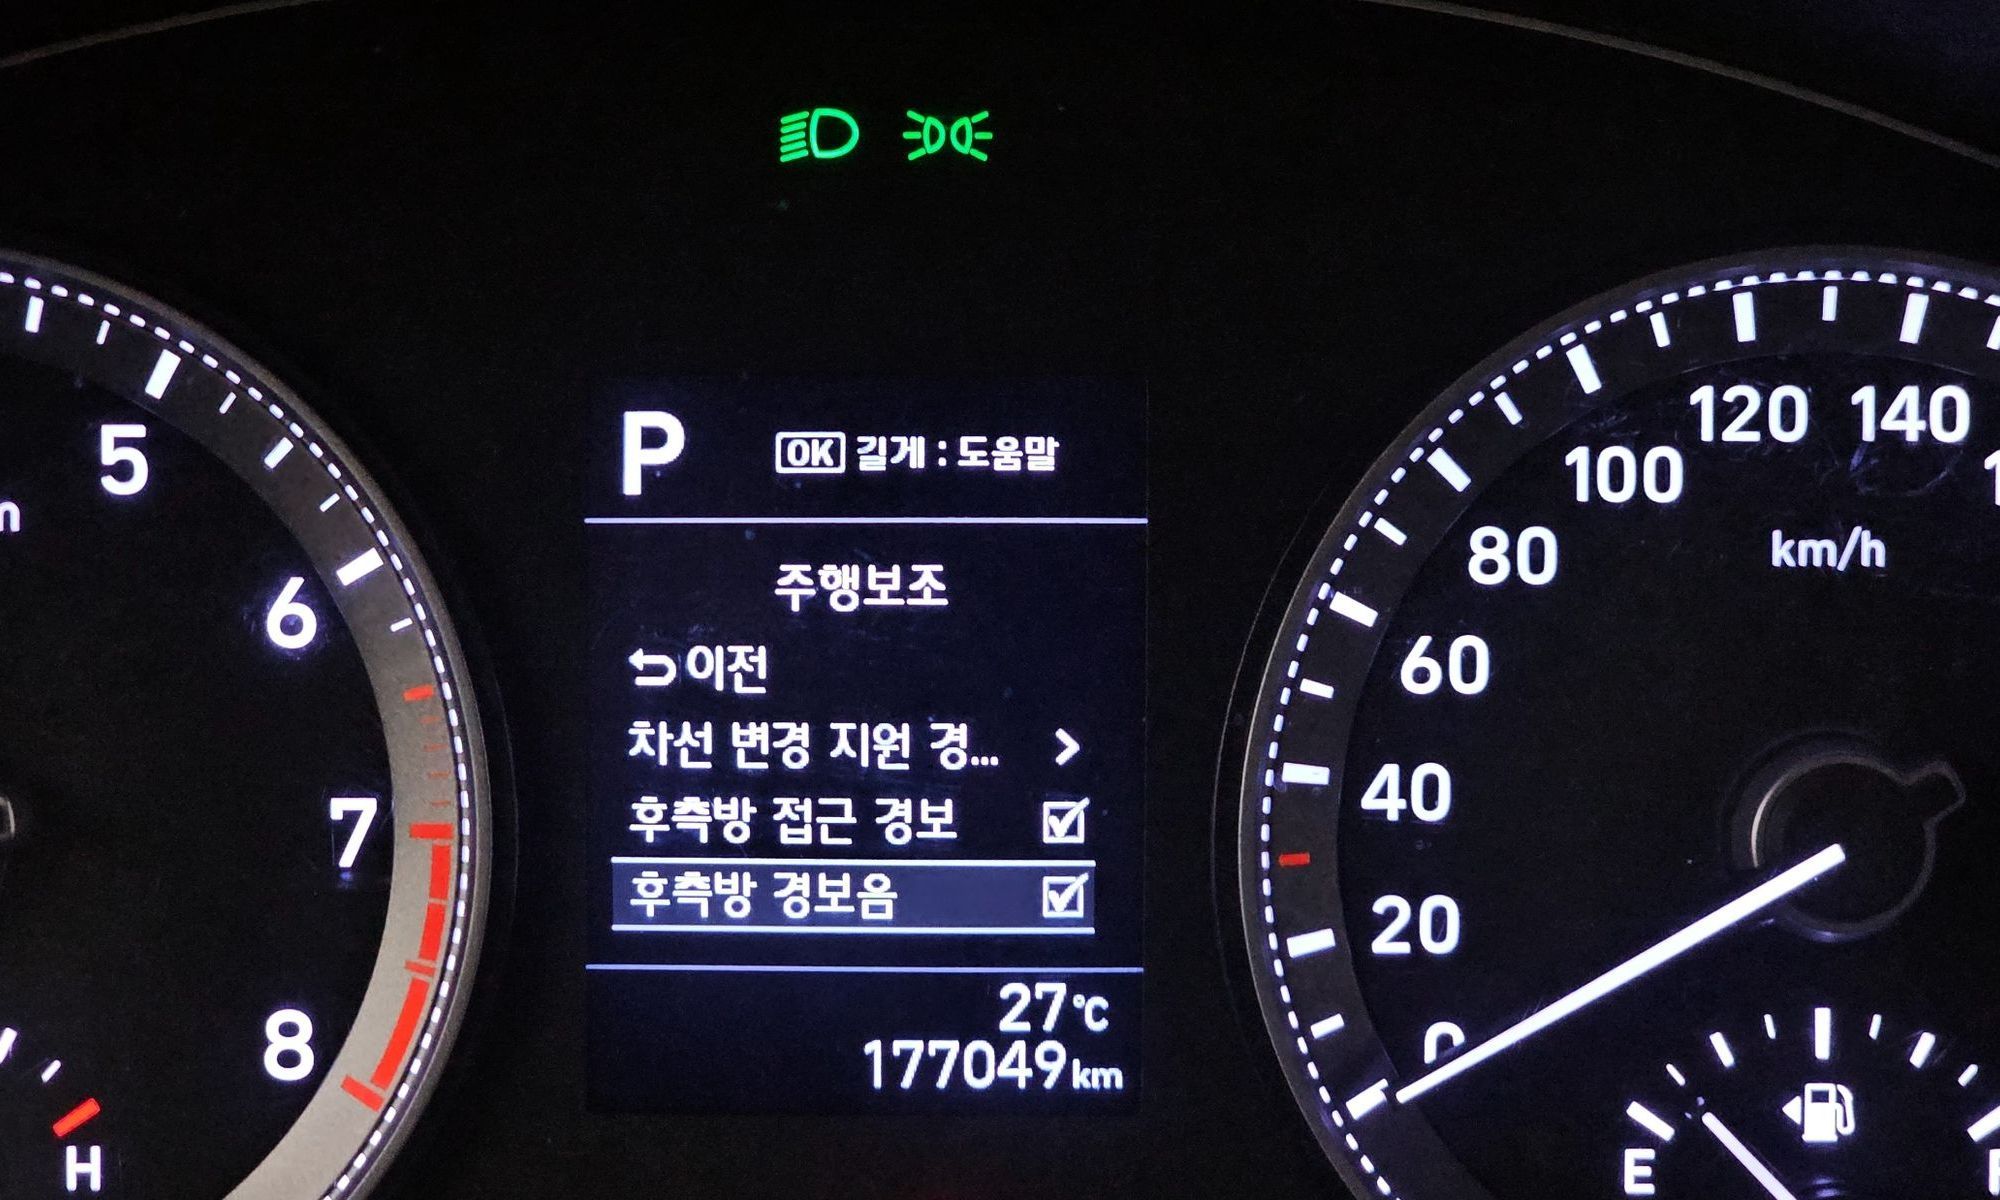 P
OK 길게 : 도움말
주행보조
이전
차선 변경 지원 경...
후측방 접근 경보
후측방 경보음
27°C
177049km
5
6
7
8
H
0
20
40
60
80
100
120
140
km/h
E